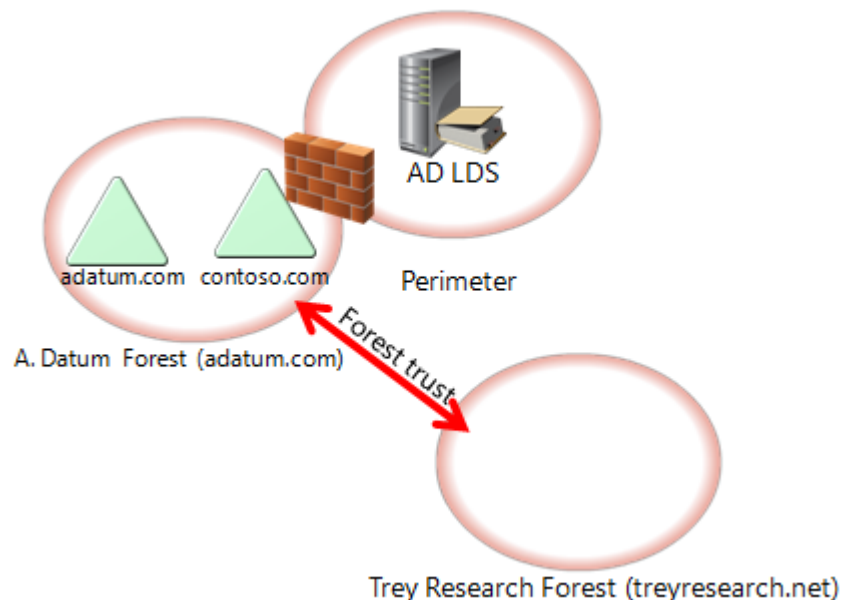 AD LDS
adatum.com contoso.com
Perimeter
Forest trust
A. Datum Forest (adatum.com)
Trey Research Forest (treyresearch.net)